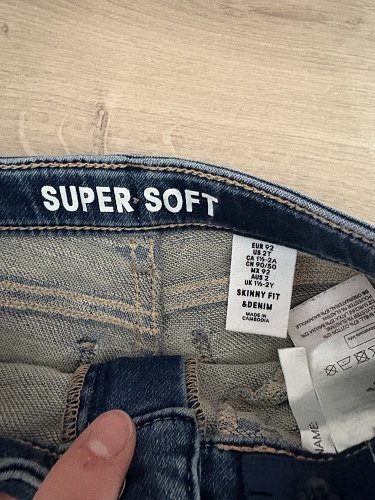 SUPER SOFT
EUR 92
US 2T
CA 1½-2A
CN 90/50
MX 92
AUS 2
UK 1½-2Y
SKINNY FIT
&DENIM
MADE IN
CAMBODIA
NAME